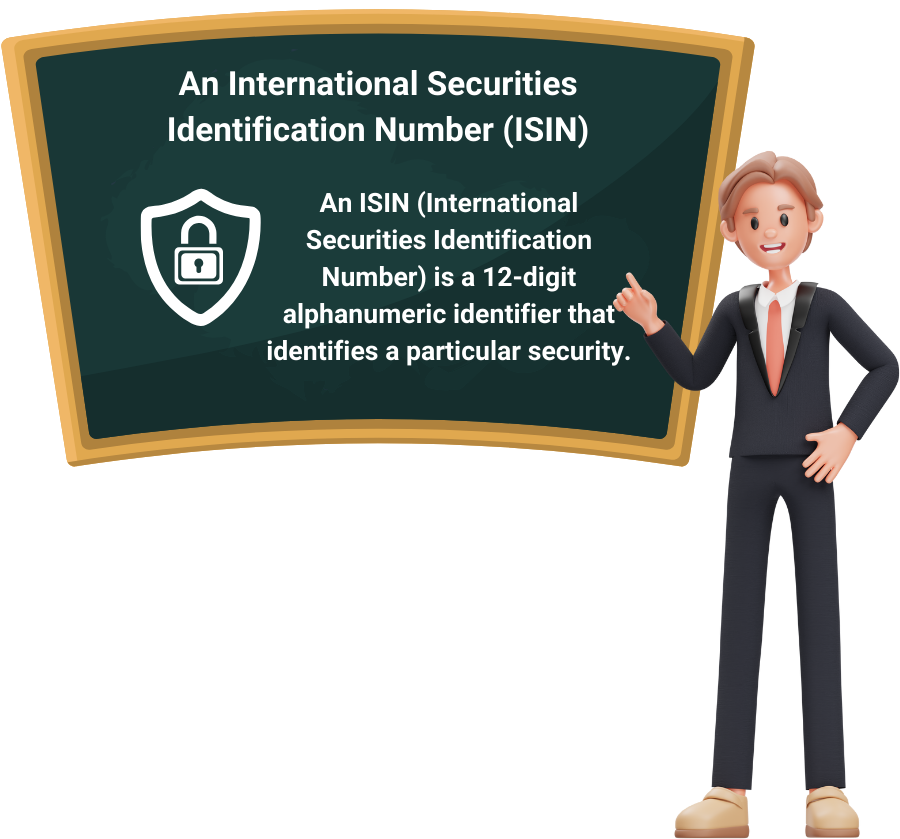 An International Securities
Identification Number (ISIN)
An ISIN (International
Securities Identification
Number) is a 12-digit
alphanumeric identifier that
identifies a particular security.